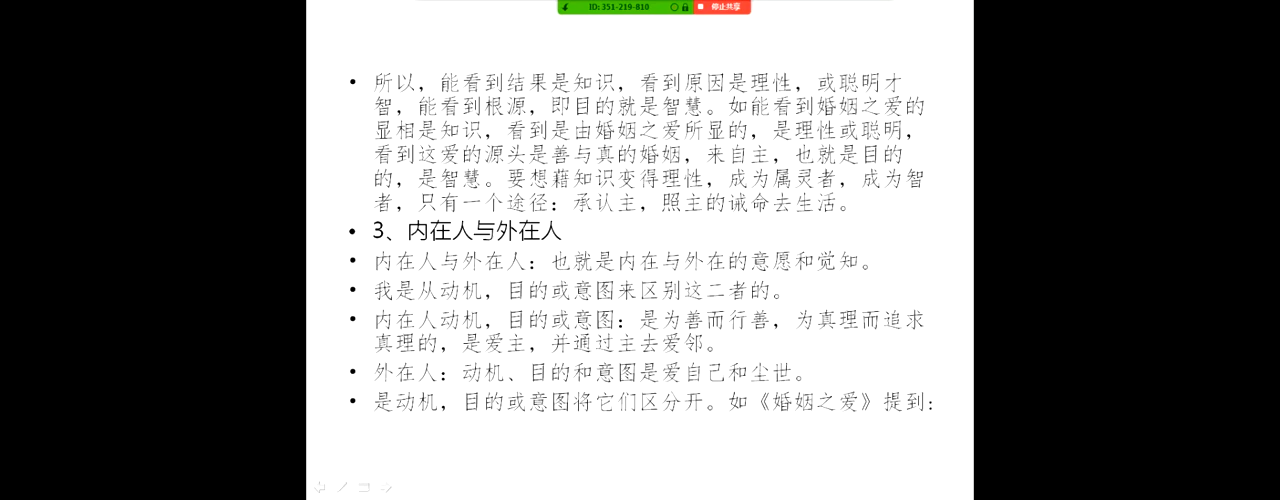 ID: 351-219-810
停止共享
• 所以，能看到结果是知识，看到原因是理性，或聪明才
智，能看到根源，即目的就是智慧。如能看到婚姻之爱的
显相是知识，看到是由婚姻之爱所显的，是理性或聪明，
看到这爱的源头是善与真的婚姻，来自主，也就是目的
的，是智慧。要想藉知识变得理性，成为属灵者，成为智
者，只有一个途径：承认主，照主的诫命去生活。
• 3、内在人与外在人
• 内在人与外在人：也就是内在与外在的意愿和觉知。
• 我是从动机，目的或意图来区别这二者的。
• 内在人动机，目的或意图：是为善而行善，为真理而追求
真理的，是爱主，并通过主去爱邻。
• 外在人：动机、目的和意图是爱自己和尘世。
• 是动机，目的或意图将它们区分开。如《婚姻之爱》提到：